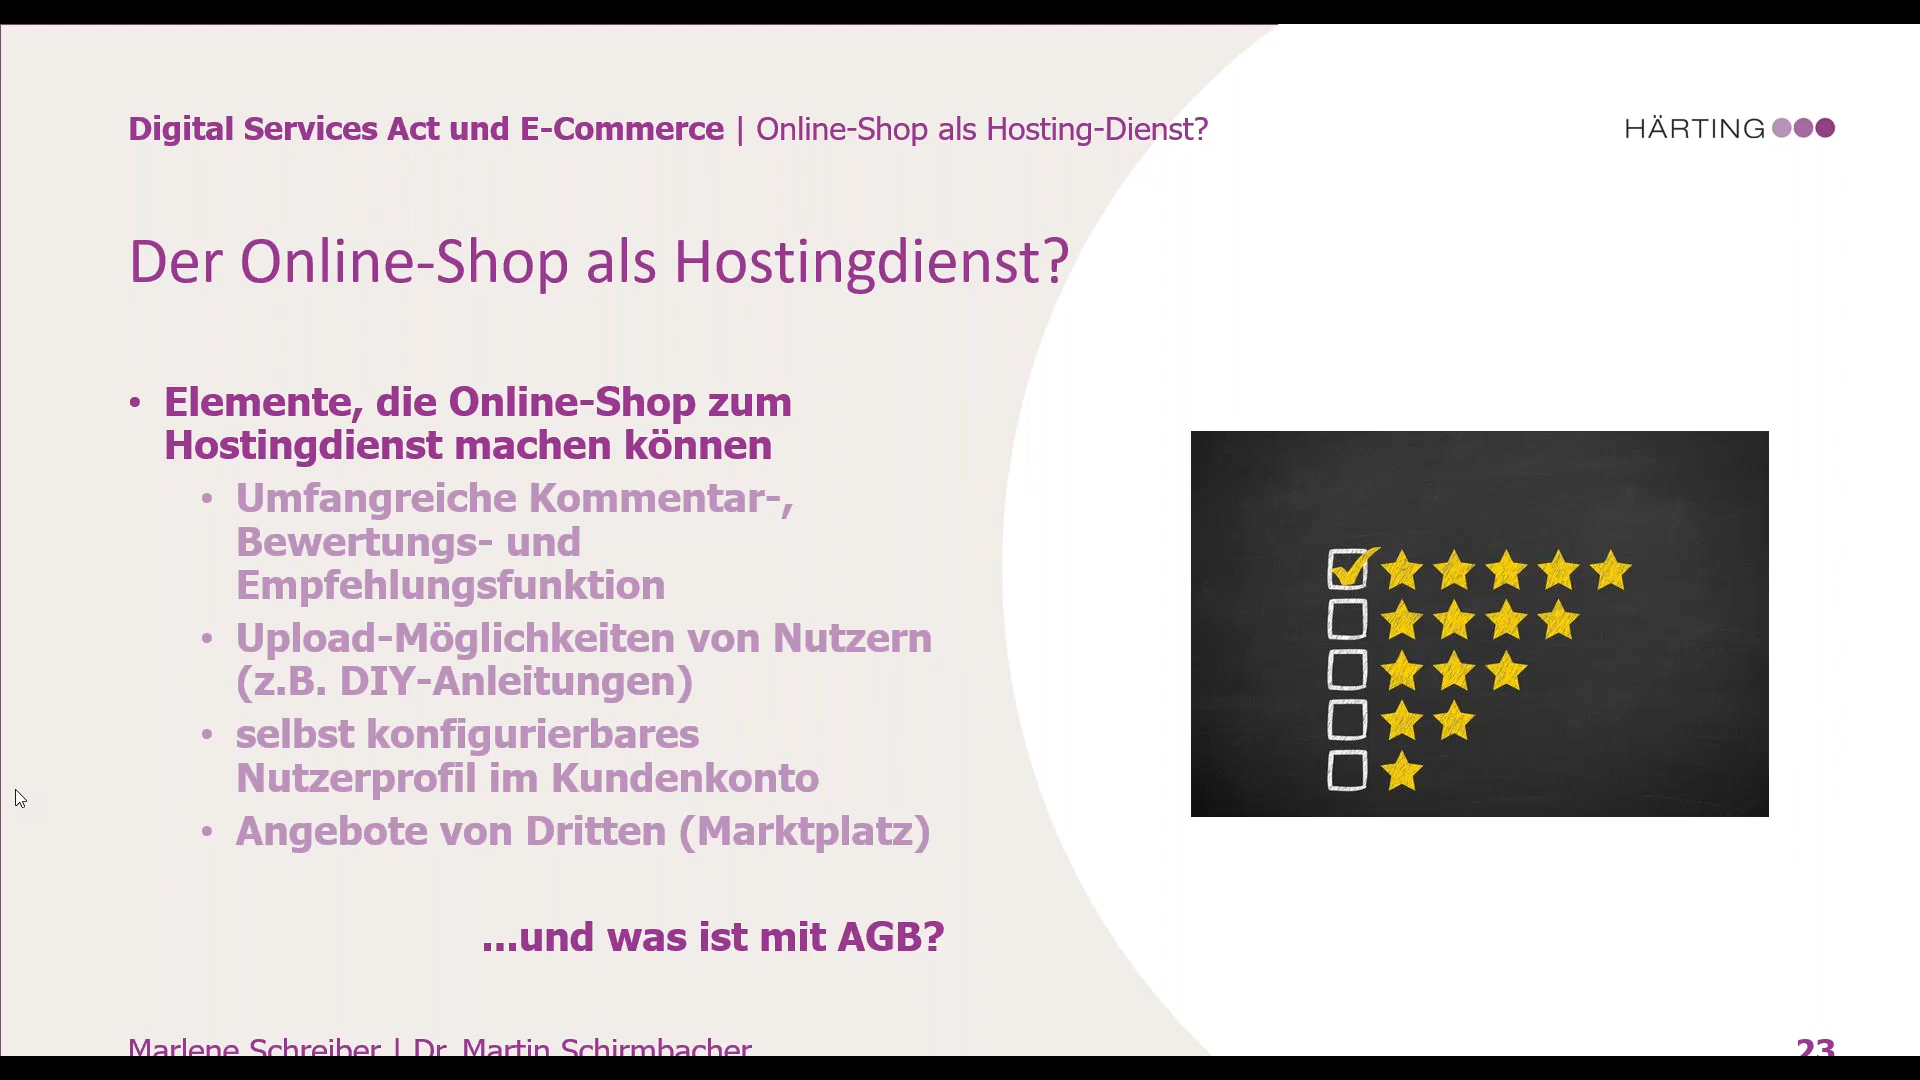 Digital Services Act und E-Commerce | Online-Shop als Hosting-Dienst?
HÄRTING
Der Online-Shop als Hostingdienst?
• Elemente, die Online-Shop zum
Hostingdienst machen können
• Umfangreiche Kommentar-,
Bewertungs- und
Empfehlungsfunktion
• Upload-Möglichkeiten von Nutzern
(z.B. DIY-Anleitungen)
• selbst konfigurierbares
Nutzerprofil im Kundenkonto
• Angebote von Dritten (Marktplatz)
...und was ist mit AGB?
Marlene Schreiber | Dr. Martin Schirmbacher
23